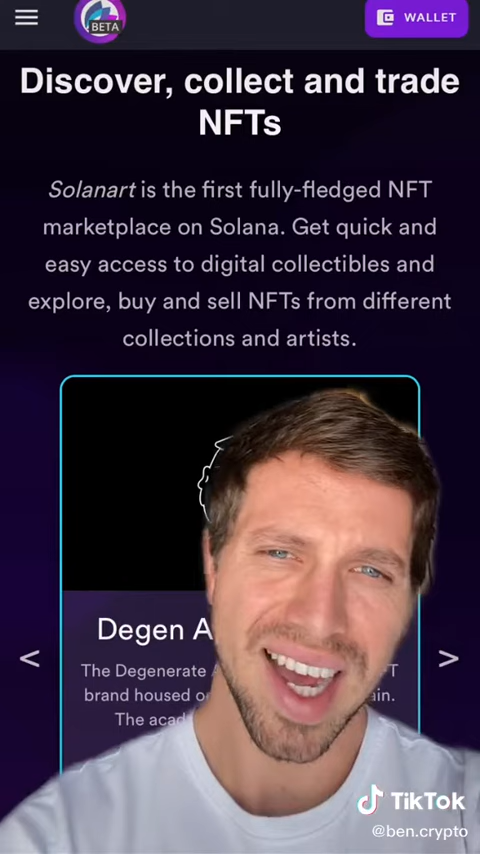 BETA
WALLET
Discover, collect and trade
NFTs
Solanart is the first fully-fledged NFT
marketplace on Solana. Get quick and
easy access to digital collectibles and
explore, buy and sell NFTs from different
collections and artists.
Degen A
The Degenerate
brand housed
The
<
>
TikTok
@ben.crypto